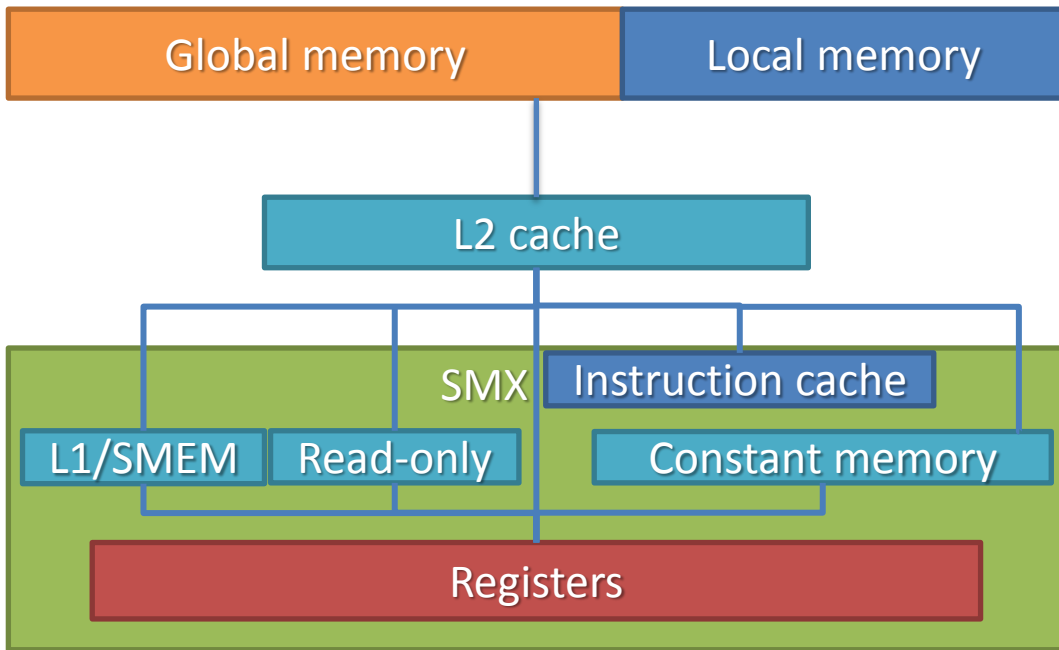 Global memory
Local memory
L2 cache
SMX
Instruction cache
L1/SMEM
Read-only
Constant memory
Registers